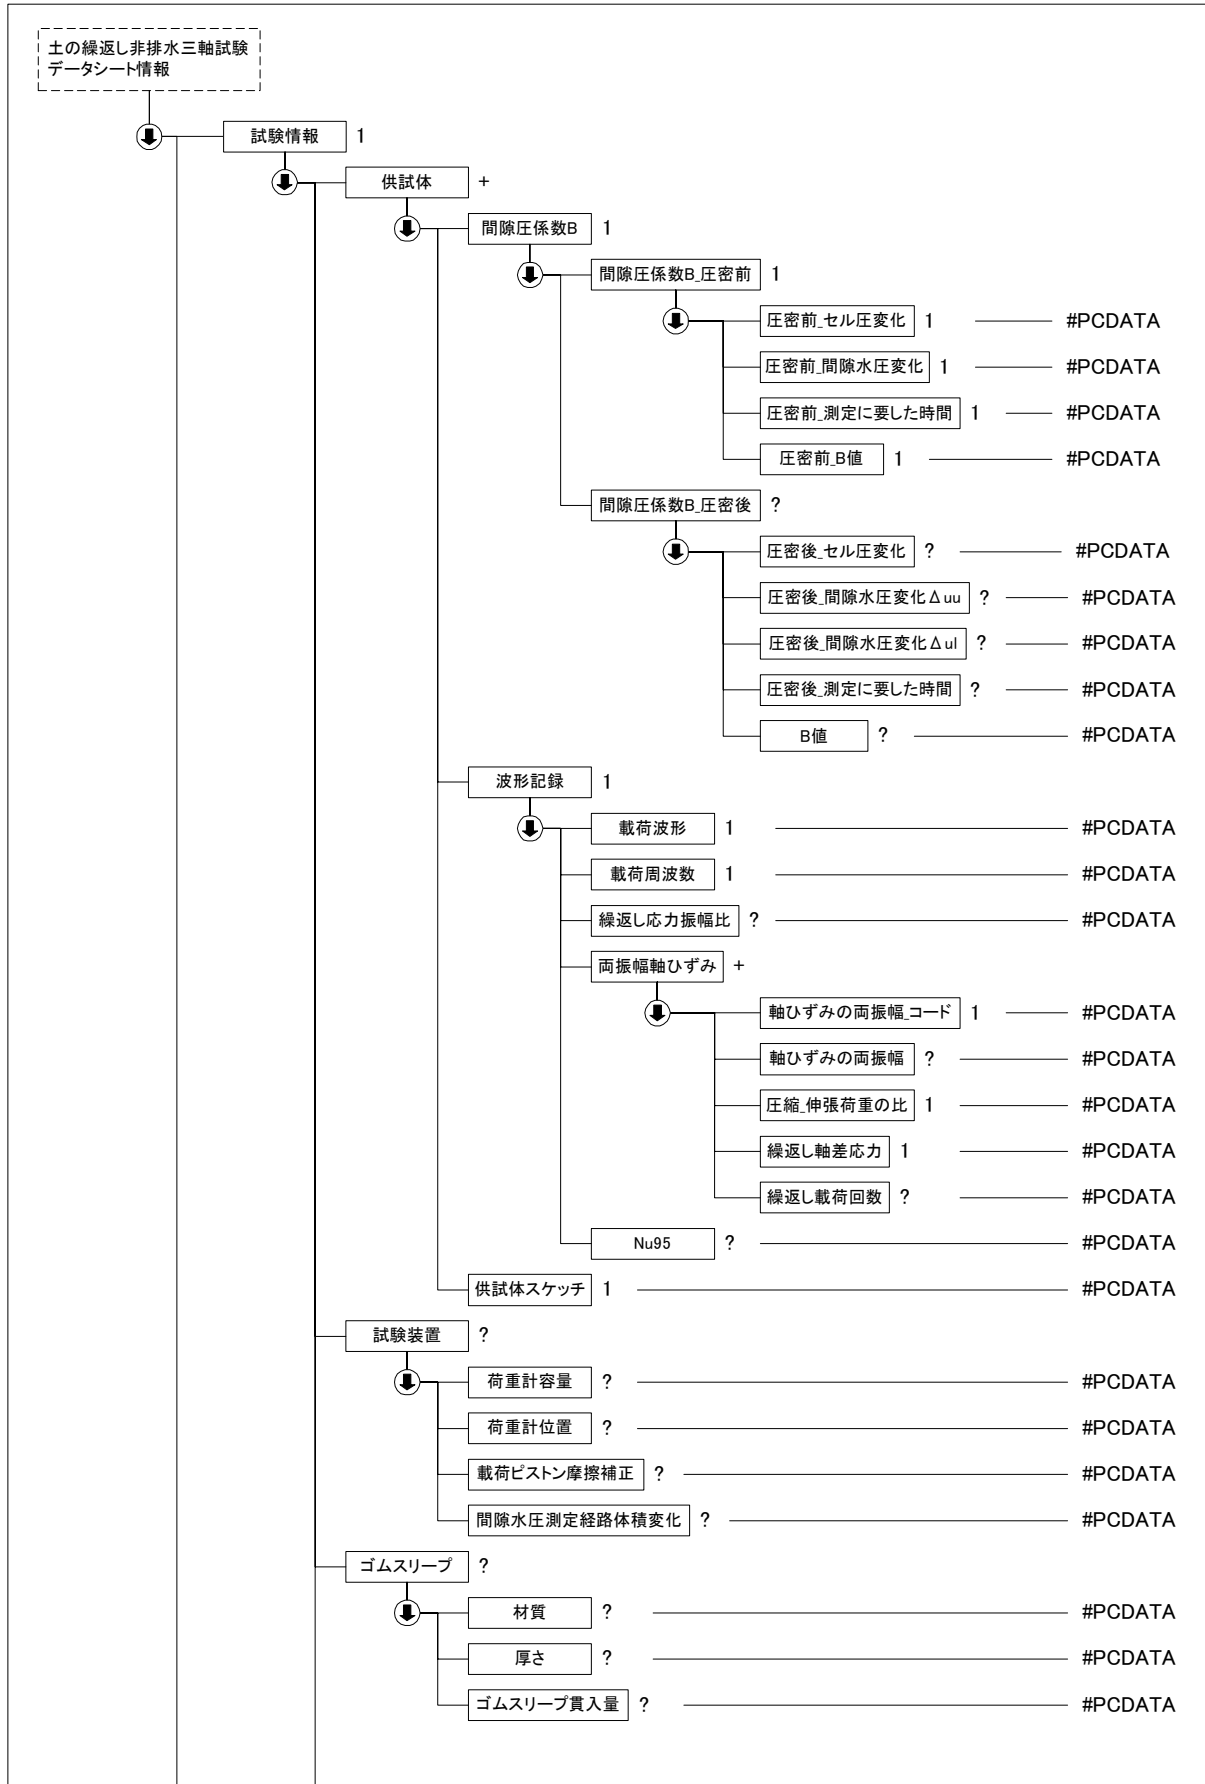 土の繰返し非排水三軸試験
データシート情報
試験情報 1
供試体 +
間隙圧係数B 1
間隙圧係数B_圧密前 1
圧密前_セル圧変化 1 #PCDATA
圧密前_間隙水圧変化 1 #PCDATA
圧密前_測定に要した時間 1 #PCDATA
圧密前_B値 1 #PCDATA
間隙圧係数B_圧密後 ?
圧密後_セル圧変化 ? #PCDATA
圧密後_間隙水圧変化Δuu ? #PCDATA
圧密後_間隙水圧変化Δul ? #PCDATA
圧密後_測定に要した時間 ? #PCDATA
B値 ? #PCDATA
波形記録 1
載荷波形 1 #PCDATA
載荷周波数 1 #PCDATA
繰返し応力振幅比 ? #PCDATA
両振幅軸ひずみ +
軸ひずみの両振幅_コード 1 #PCDATA
軸ひずみの両振幅 ? #PCDATA
圧縮_伸張荷重の比 1 #PCDATA
繰返し軸差応力 1 #PCDATA
繰返し載荷回数 ? #PCDATA
Nu95 ? #PCDATA
供試体スケッチ 1 #PCDATA
試験装置 ?
荷重計容量 ? #PCDATA
荷重計位置 ? #PCDATA
載荷ピストン摩擦補正 ? #PCDATA
間隙水圧測定経路体積変化 ? #PCDATA
ゴムスリーブ ?
材質 ? #PCDATA
厚さ ? #PCDATA
ゴムスリーブ貫入量 ? #PCDATA